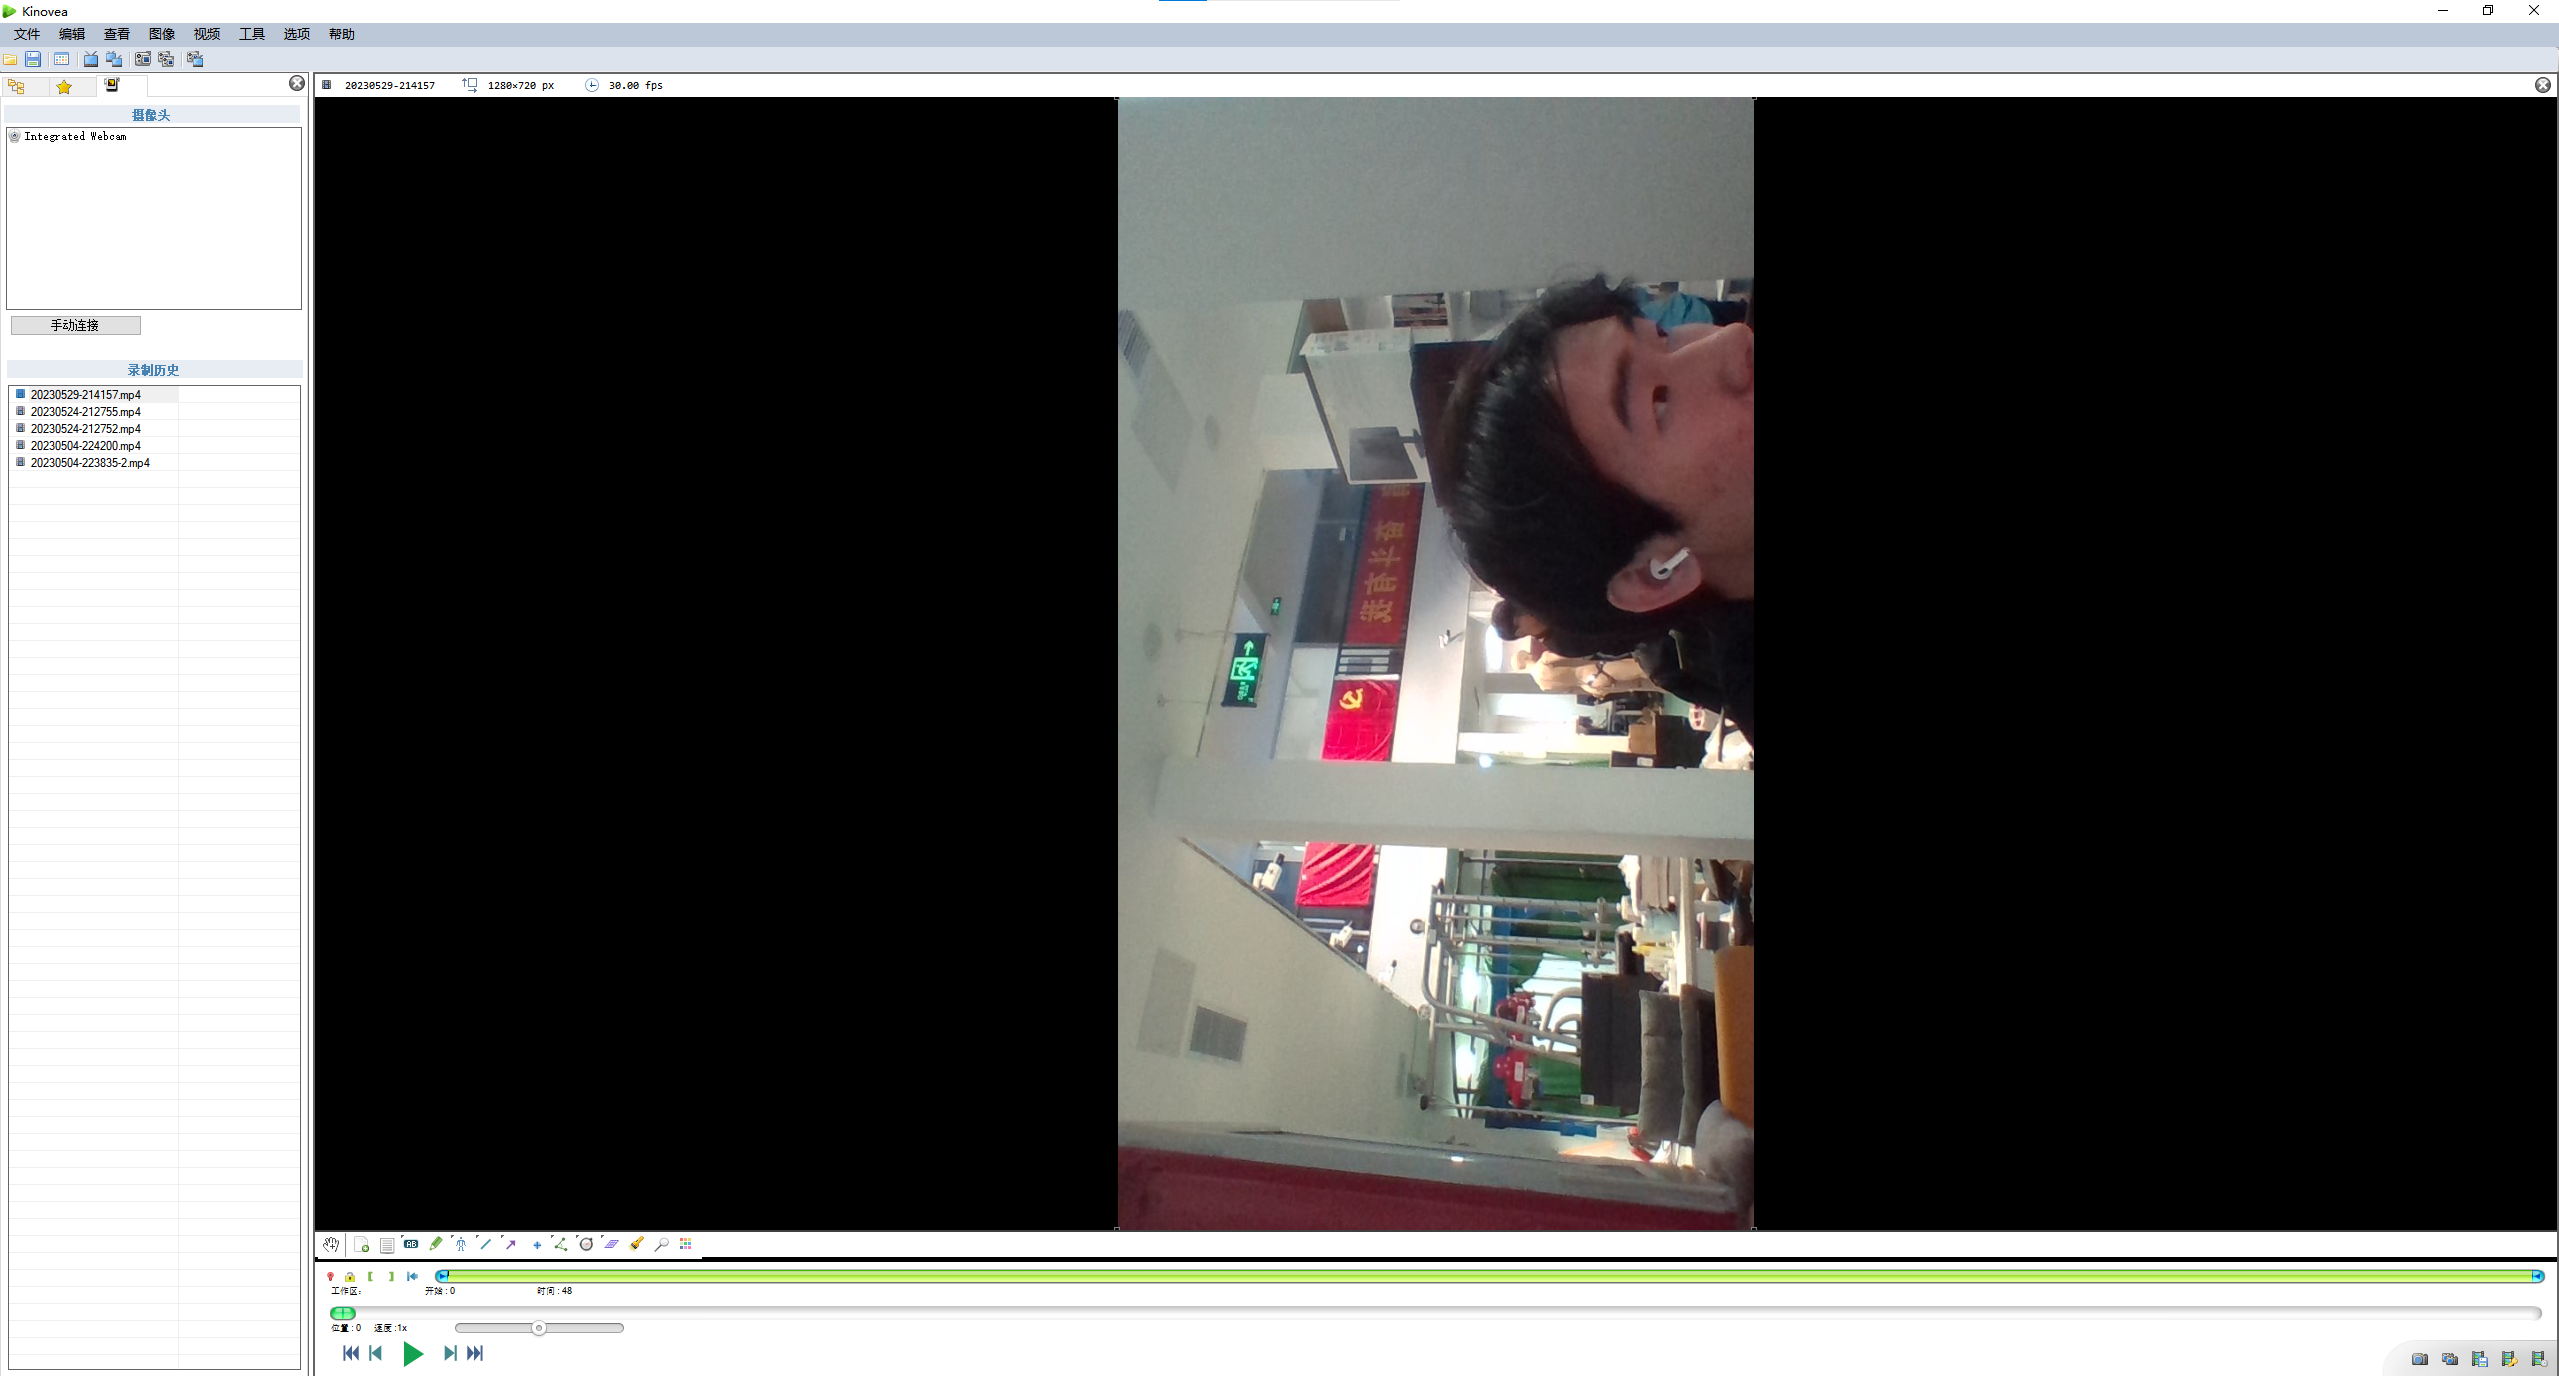 Kinovea
文件 编辑 查看 图像 视频 工具 选项 帮助
20230529-214157 1280×720 px 30.00 fps
摄像头
Integrated Webcam
手动连接
录制历史
20230529-214157.mp4
20230524-212755.mp4
20230524-212752.mp4
20230504-224200.mp4
20230504-223835-2.mp4
AB
工作区: 开始 : 0 时间 : 48
位置 : 0 速度 :1x